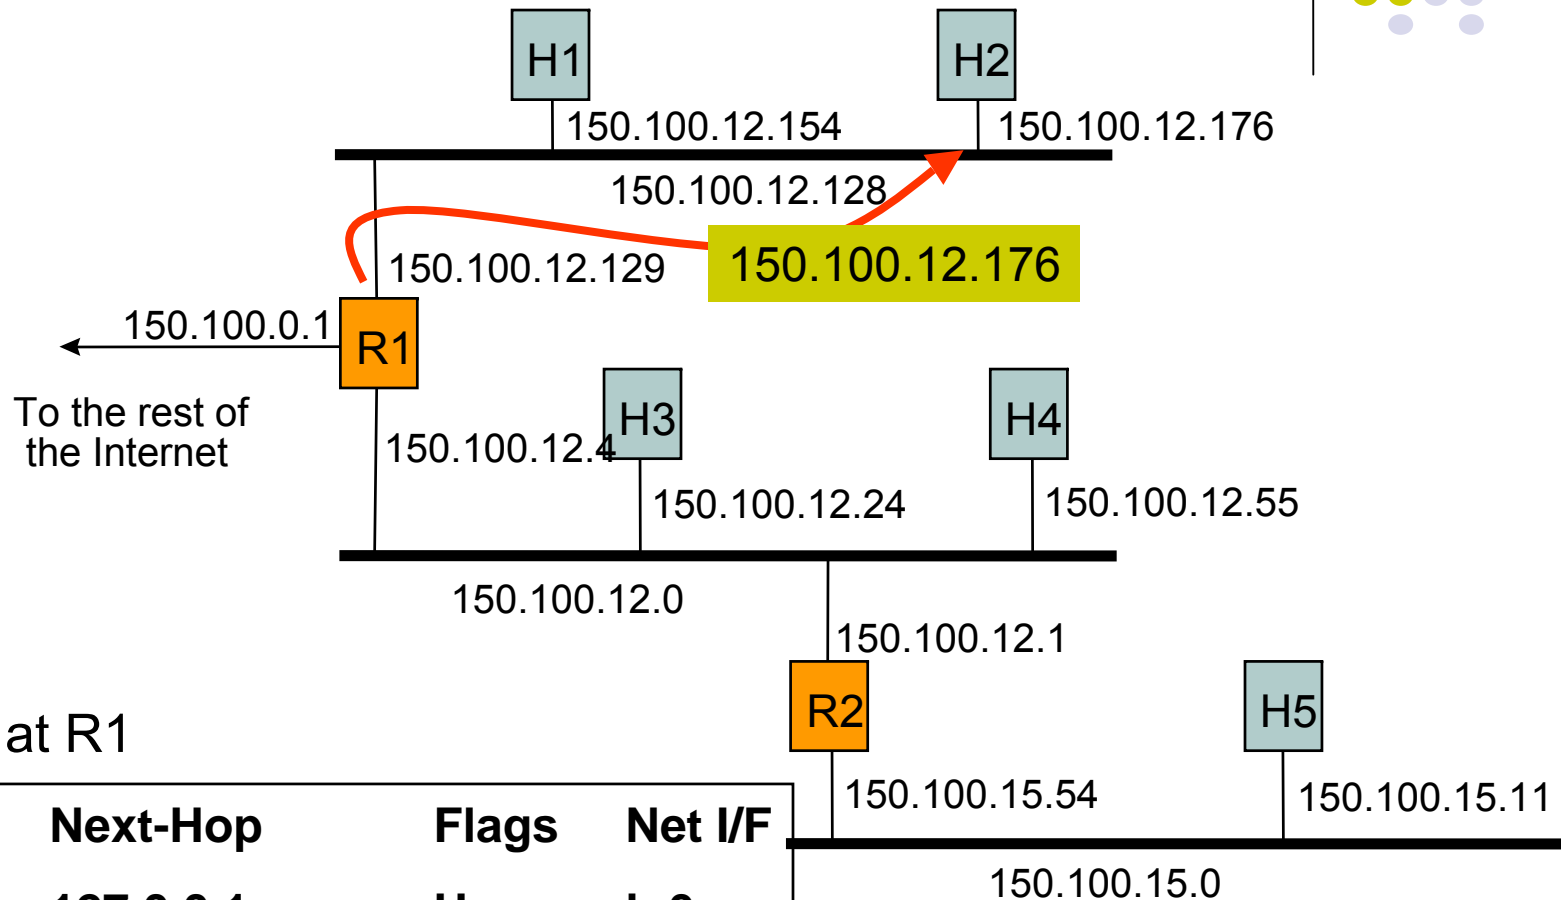 H1
H2
150.100.12.154
150.100.12.176
150.100.12.128
150.100.12.129
150.100.12.176
150.100.0.1
R1
To the rest of
the Internet
H3
H4
150.100.12.4
150.100.12.24
150.100.12.55
150.100.12.0
150.100.12.1
R2
H5
at R1
150.100.15.54
150.100.15.11
Next-Hop Flags Net I/F
150.100.15.0